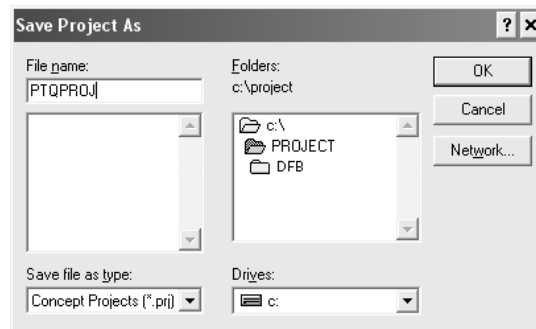 Save Project As
File name:
PTQPROJ
Folders:
c:\project
c:\
PROJECT
DFB
OK
Cancel
Network...
Save file as type:
Concept Projects (*.prj)
Drives:
c: